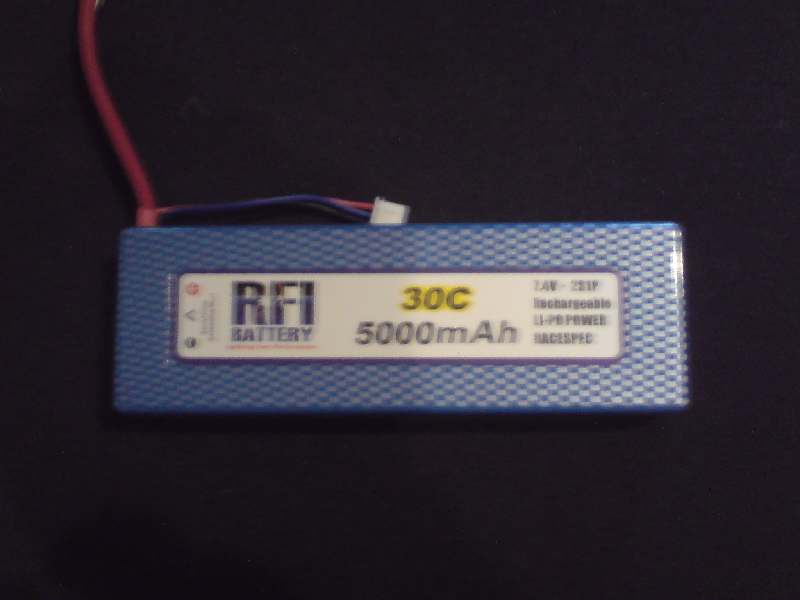 RFI
BATTERY
30C
5000mAh
7.4V - 2S1P
Rechargeable
LI-PO POWER
RACESPEC